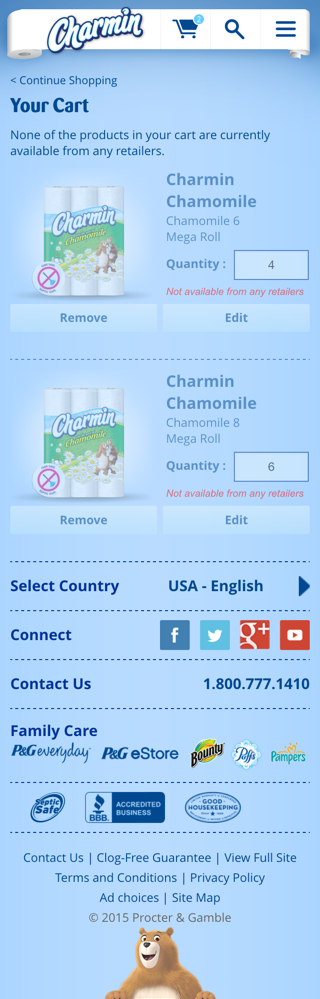 Charmin
2
< Continue Shopping
Your Cart
None of the products in your cart are currently
available from any retailers.
Charmin
Chamomile
Charmin
Chamomile
Chamomile 6
Mega Roll
Quantity : 4
Not available from any retailers
Remove
Edit
Charmin
Chamomile
Charmin
Chamomile
Chamomile 8
Mega Roll
Quantity : 6
Not available from any retailers
Remove
Edit
Select Country USA - English
Connect
f
g+
Contact Us 1.800.777.1410
Family Care
P&G everyday P&G eStore Bounty Puffs Pampers
Septic Safe
BBB
ACCREDITED
BUSINESS
GOOD
HOUSEKEEPING
Contact Us | Clog-Free Guarantee | View Full Site
Terms and Conditions | Privacy Policy
Ad choices | Site Map
© 2015 Procter & Gamble